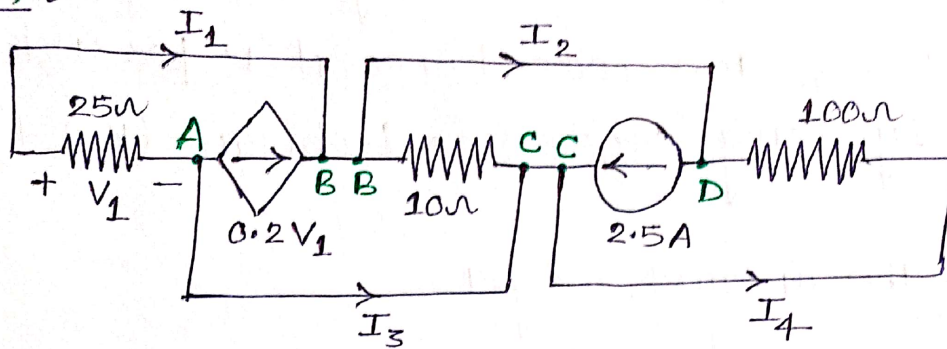 I1
I2
25Ω
100Ω
A
C C
+ V1 −
B B
D
10Ω
0.2V1
2.5A
I3
I4